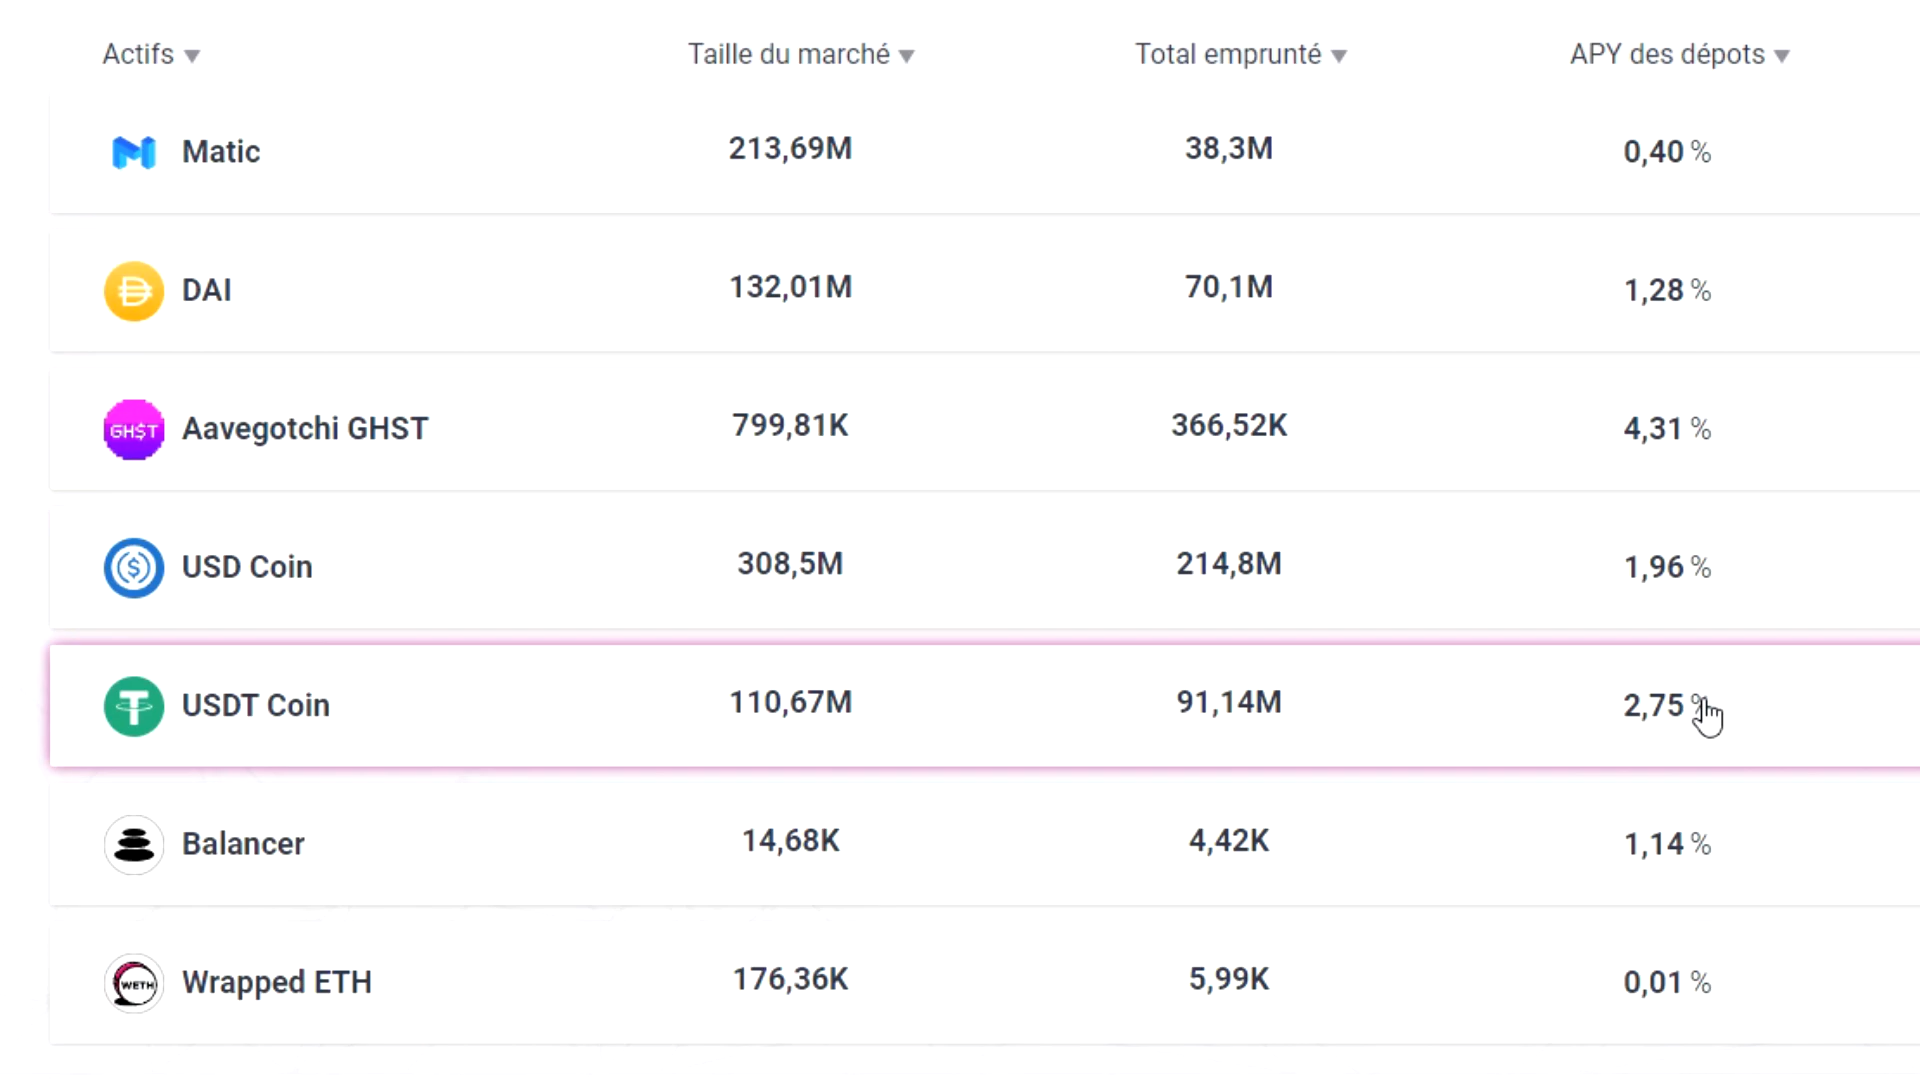 Actifs Taille du marché Total emprunté APY des dépots
Matic 213,69M 38,3M 0,40 %
DAI 132,01M 70,1M 1,28 %
GH$T Aavegotchi GHST 799,81K 366,52K 4,31 %
USD Coin 308,5M 214,8M 1,96 %
USDT Coin 110,67M 91,14M 2,75 %
Balancer 14,68K 4,42K 1,14 %
WETH Wrapped ETH 176,36K 5,99K 0,01 %